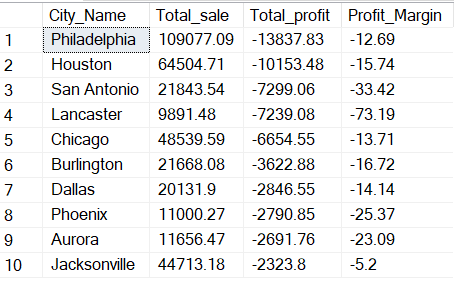 City_Name Total_sale Total_profit Profit_Margin
1 Philadelphia 109077.09 -13837.83 -12.69
2 Houston 64504.71 -10153.48 -15.74
3 San Antonio 21843.54 -7299.06 -33.42
4 Lancaster 9891.48 -7239.08 -73.19
5 Chicago 48539.59 -6654.55 -13.71
6 Burlington 21668.08 -3622.88 -16.72
7 Dallas 20131.9 -2846.55 -14.14
8 Phoenix 11000.27 -2790.85 -25.37
9 Aurora 11656.47 -2691.76 -23.09
10 Jacksonville 44713.18 -2323.8 -5.2